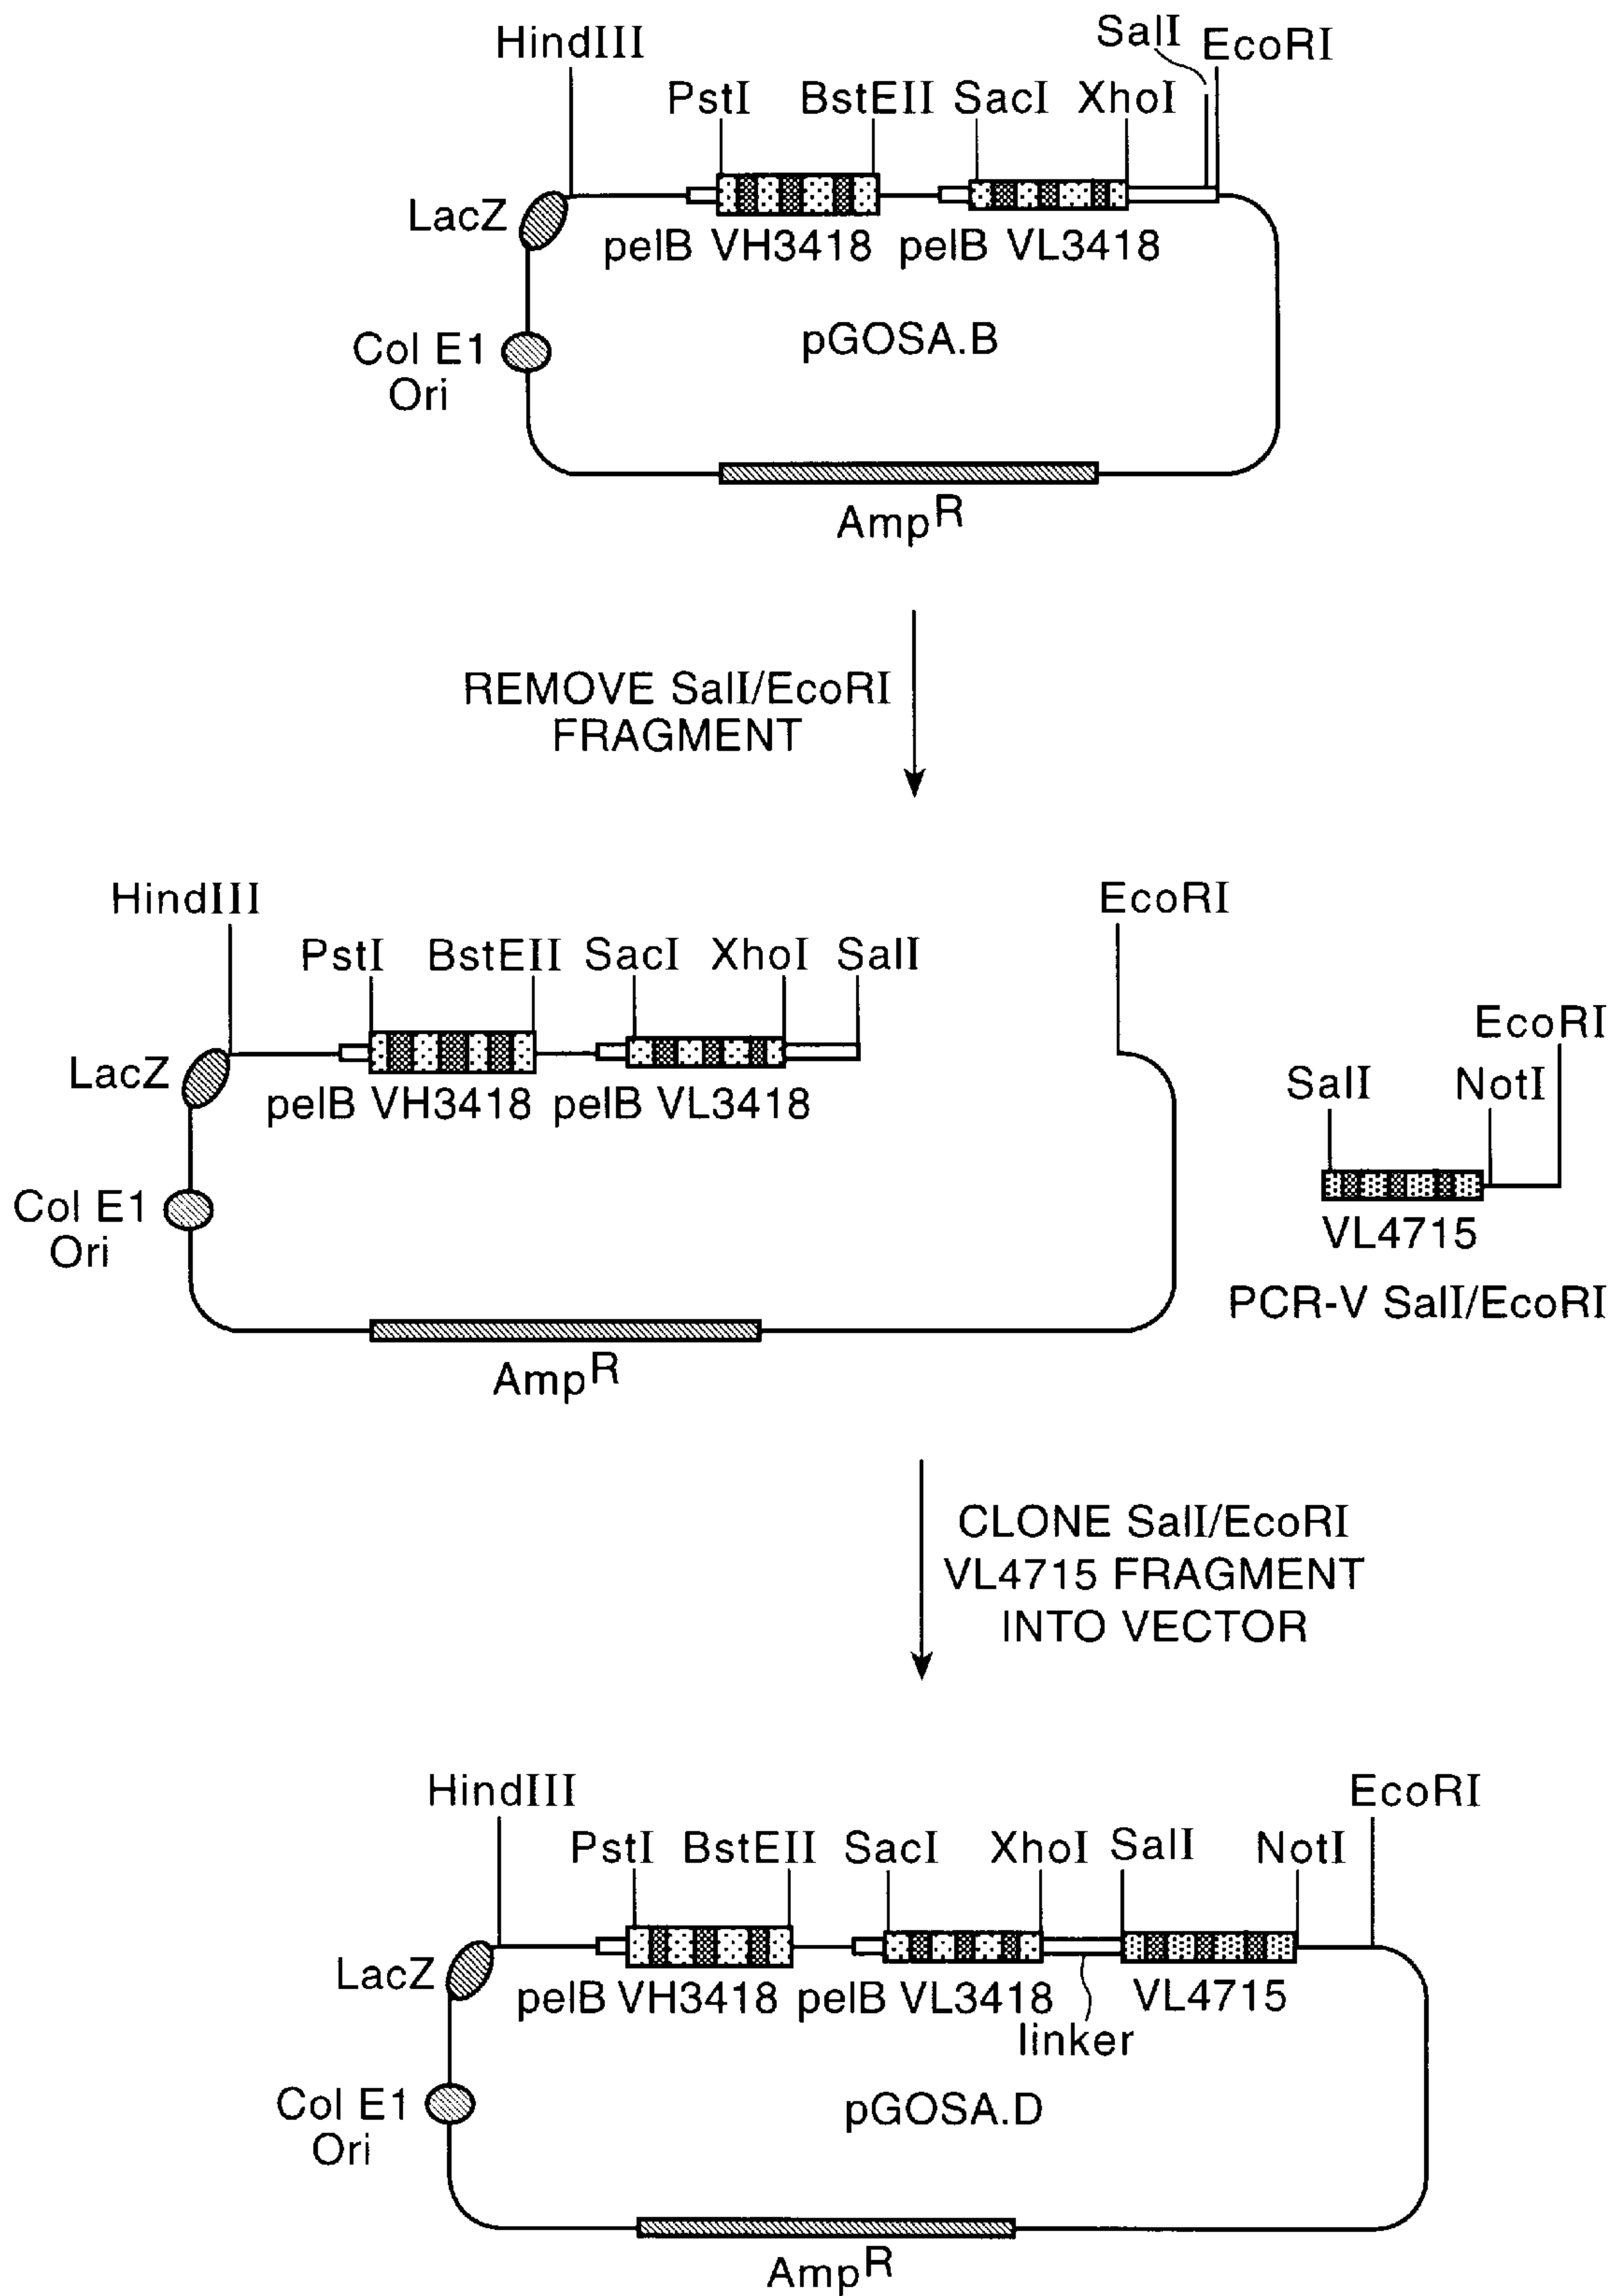 HindIII
SalI
EcoRI
PstI
BstEII
SacI
XhoI
LacZ
pelB VH3418 pelB VL3418
Col E1
Ori
pGOSA.B
AmpR
REMOVE SalI/EcoRI
FRAGMENT
HindIII
EcoRI
PstI
BstEII
SacI
XhoI
SalI
LacZ
pelB VH3418 pelB VL3418
EcoRI
SalI
NotI
VL4715
PCR-V SalI/EcoRI
Col E1
Ori
AmpR
CLONE SalI/EcoRI
VL4715 FRAGMENT
INTO VECTOR
HindIII
EcoRI
PstI
BstEII
SacI
XhoI
SalI
NotI
LacZ
pelB VH3418 pelB VL3418
VL4715
linker
Col E1
Ori
pGOSA.D
AmpR